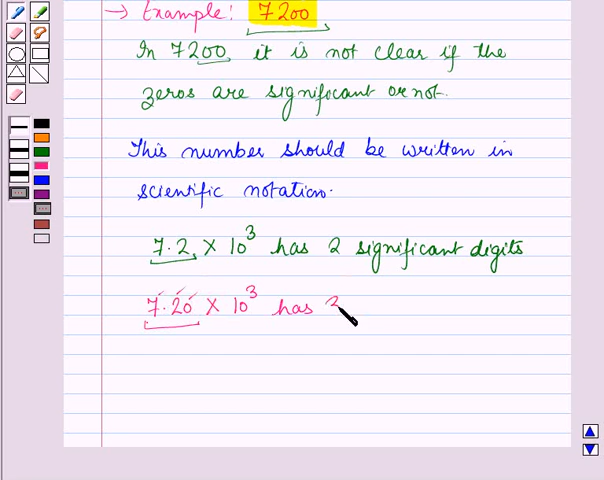 → Example: 7200
In 7200 it is not clear if the
zeros are significant or not.
This number should be written in
scientific notation.
7.2 × 10³ has 2 significant digits
7.20 × 10³ has 3